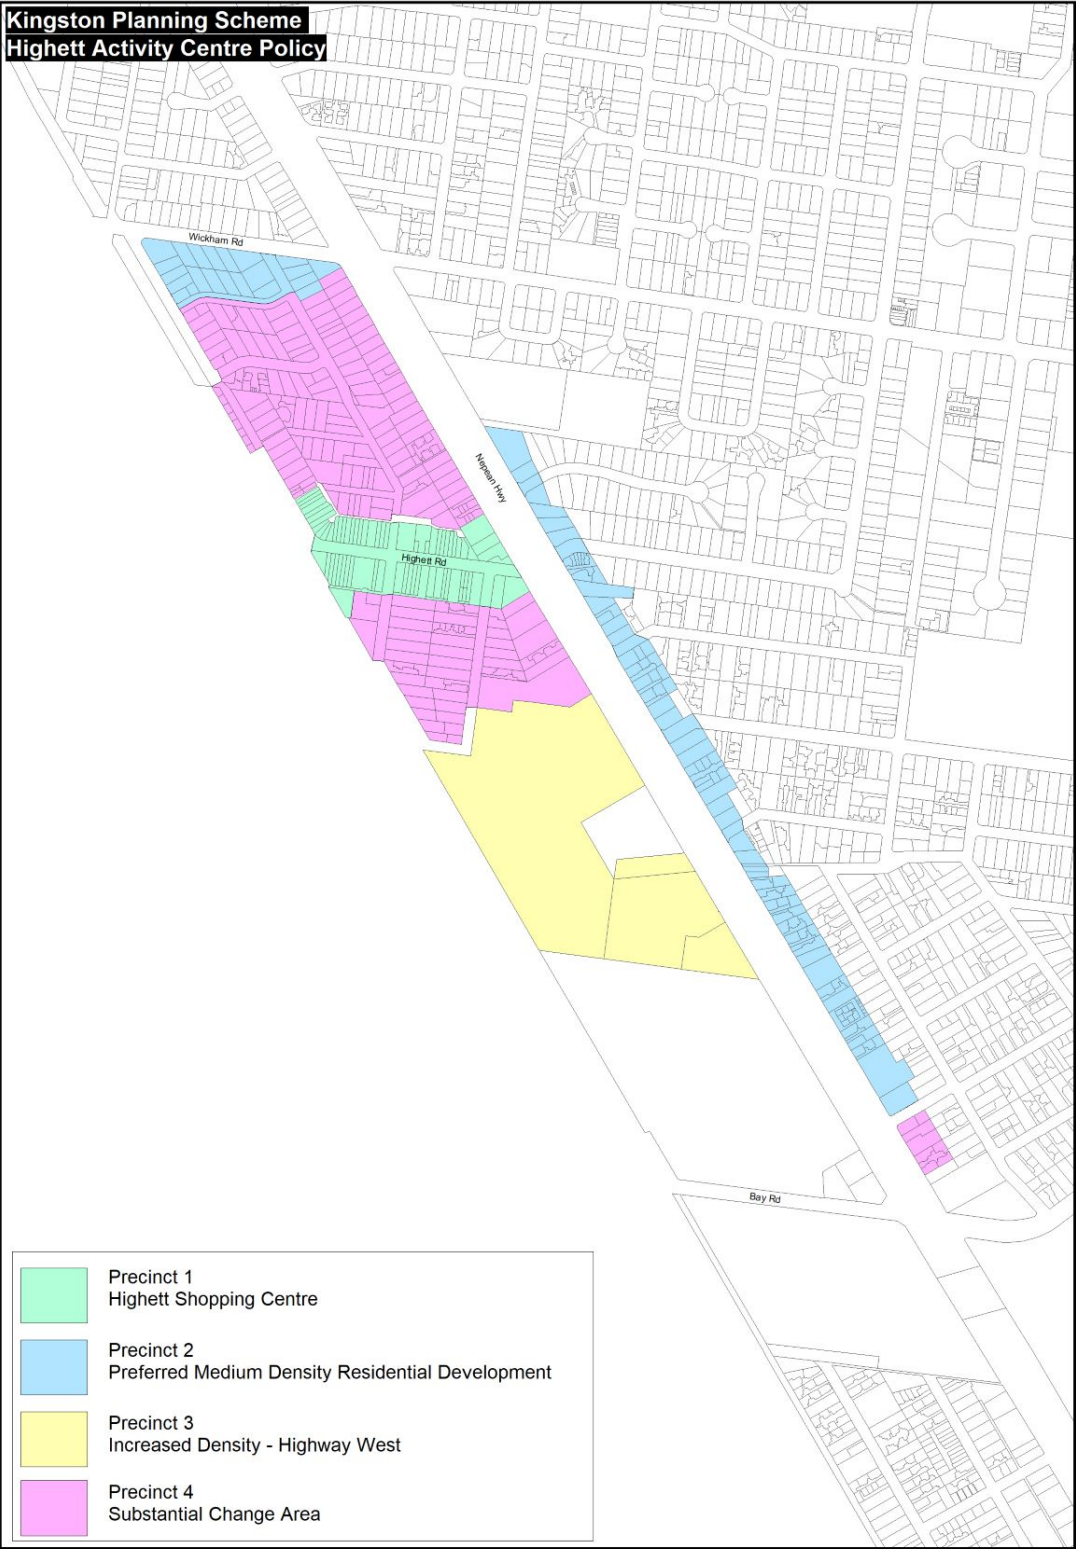 Kingston Planning Scheme
Highett Activity Centre Policy
Wickham Rd
Nepean Hwy
Highett Rd
Bay Rd
Precinct 1
Highett Shopping Centre
Precinct 2
Preferred Medium Density Residential Development
Precinct 3
Increased Density - Highway West
Precinct 4
Substantial Change Area